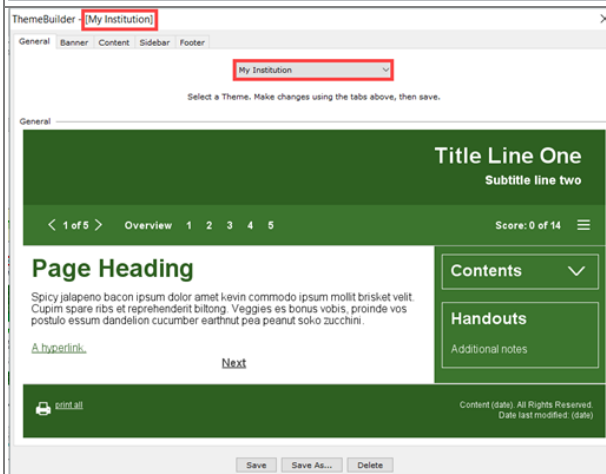 ThemeBuilder - [My Institution]
General Banner Content Sidebar Footer
My Institution
Select a Theme. Make changes using the tabs above, then save.
General
Title Line One
Subtitle line two
< 1 of 5 > Overview 1 2 3 4 5 Score: 0 of 14
Page Heading
Spicy jalapeno bacon ipsum dolor amet kevin commodo ipsum mollit brisket velit.
Cupim spare ribs et reprehenderit biltong. Veggies es bonus vobis, proinde vos
postulo essum dandelion cucumber earthnut pea peanut soko zucchini.
A hyperlink.
Next
Contents
Handouts
Additional notes
print all
Content (date). All Rights Reserved.
Date last modified: (date)
Save Save As... Delete